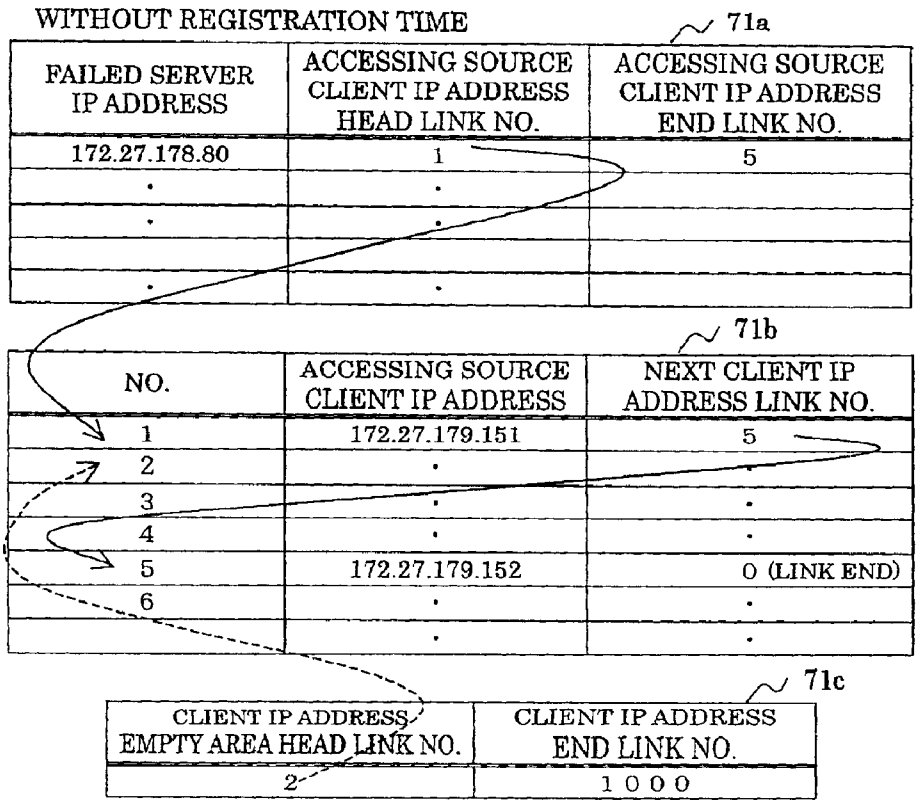 WITHOUT REGISTRATION TIME
71a
FAILED SERVER IP ADDRESS
ACCESSING SOURCE CLIENT IP ADDRESS HEAD LINK NO.
ACCESSING SOURCE CLIENT IP ADDRESS END LINK NO.
172.27.178.80 1 5
71b
NO.
ACCESSING SOURCE CLIENT IP ADDRESS
NEXT CLIENT IP ADDRESS LINK NO.
1 172.27.179.151 5
2
3
4
5 172.27.179.152 0 (LINK END)
6
71c
CLIENT IP ADDRESS EMPTY AREA HEAD LINK NO.
CLIENT IP ADDRESS END LINK NO.
2 1000